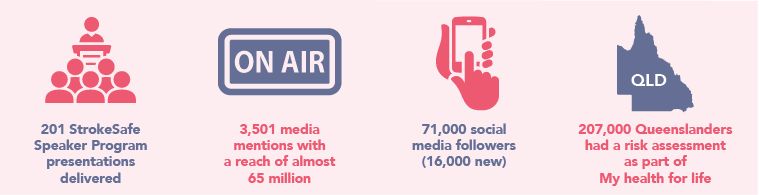 ON AIR
QLD
201 StrokeSafe
Speaker Program
presentations
delivered
3,501 media
mentions with
a reach of almost
65 million
71,000 social
media followers
(16,000 new)
207,000 Queenslanders
had a risk assessment
as part of
My health for life